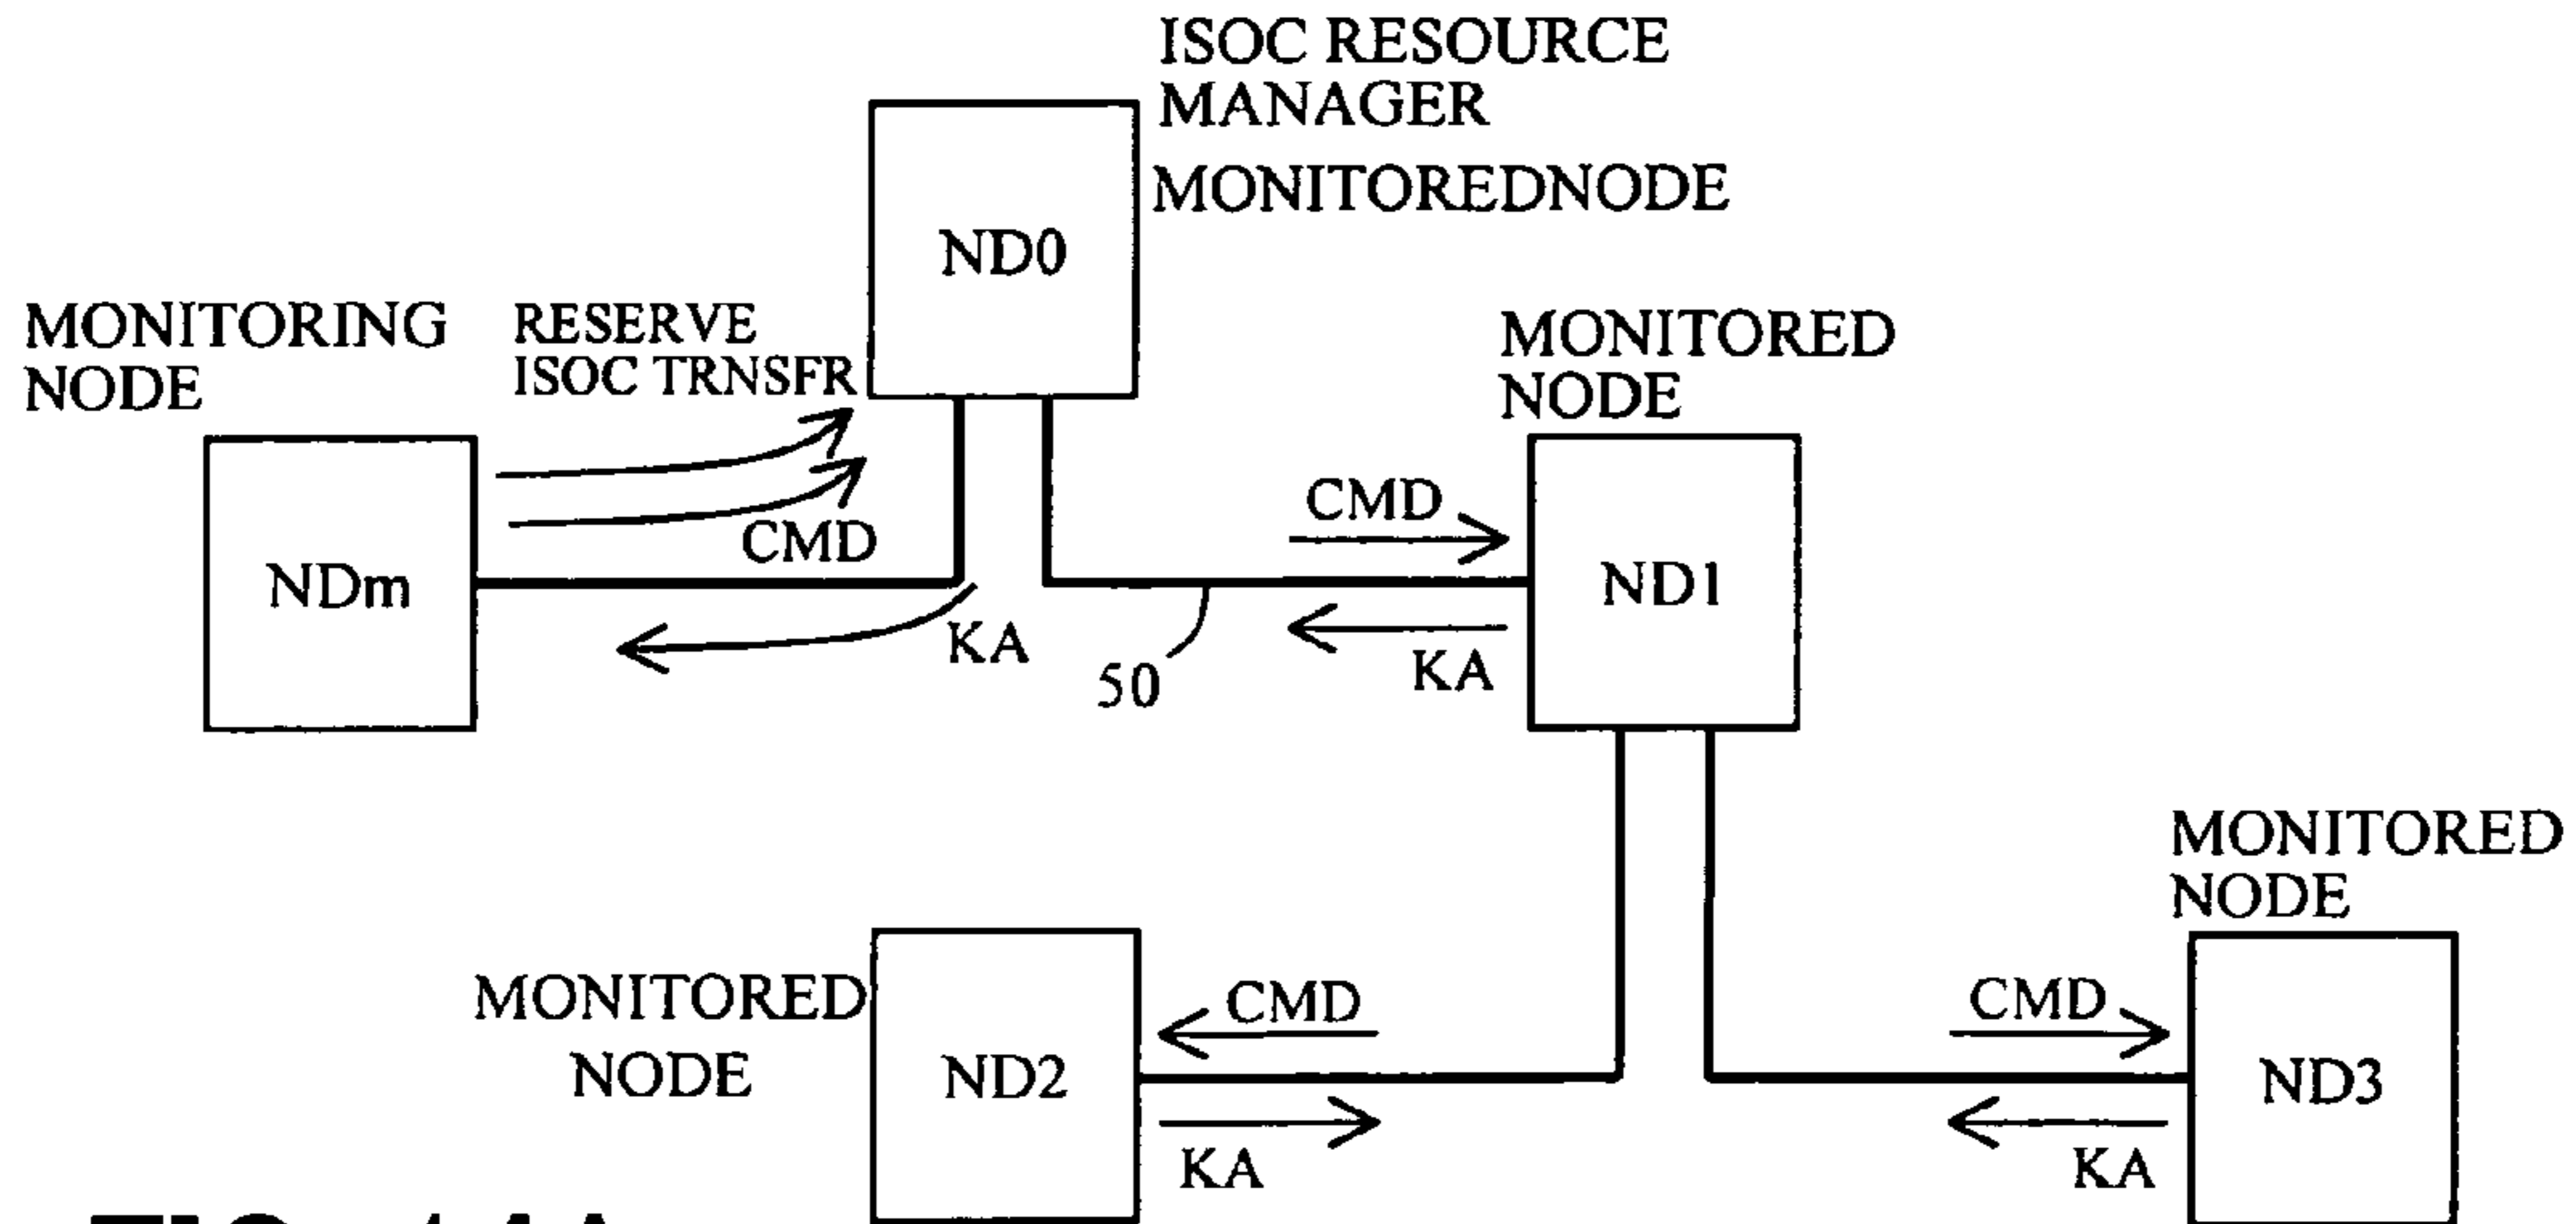 ISOC RESOURCE
MANAGER
MONITOREDNODE
ND0
MONITORING
NODE
RESERVE
ISOC TRNSFR
CMD
NDm
KA
MONITORED
NODE
CMD
ND1
50
KA
MONITORED
NODE
ND2
CMD
KA
MONITORED
NODE
CMD
ND3
KA